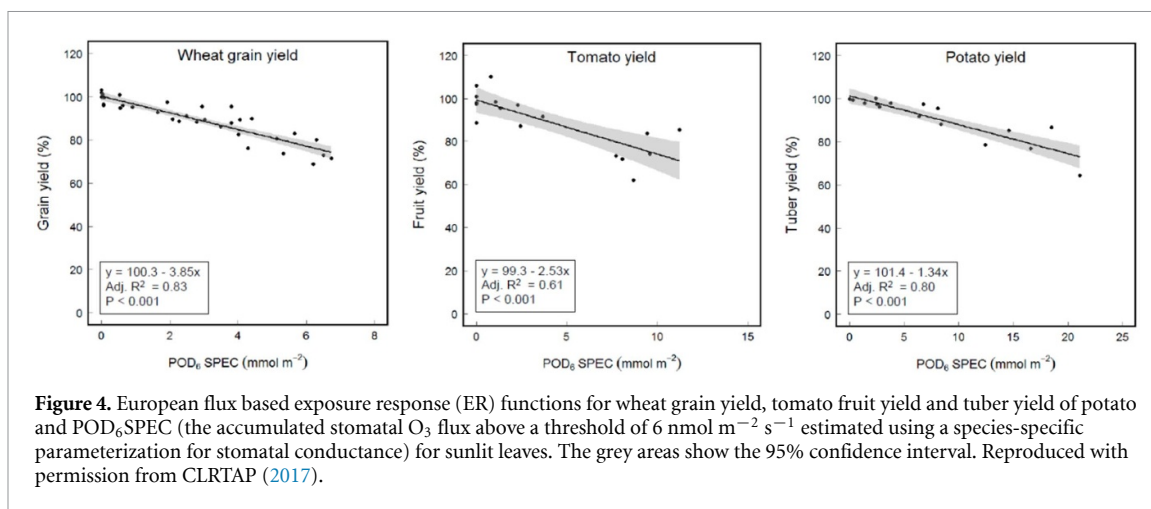 Wheat grain yield
120
100
80
60
40
20
0
Grain yield (%)
y = 100.3 - 3.85x
Adj. R² = 0.83
P < 0.001
0 2 4 6 8
POD₆ SPEC (mmol m⁻²)
Tomato yield
120
100
80
60
40
20
0
Fruit yield (%)
y = 99.3 - 2.53x
Adj. R² = 0.61
P < 0.001
0 5 10 15
POD₆ SPEC (mmol m⁻²)
Potato yield
120
100
80
60
40
20
0
Tuber yield (%)
y = 101.4 - 1.34x
Adj. R² = 0.80
P < 0.001
0 5 10 15 20 25
POD₆ SPEC (mmol m⁻²)
Figure 4. European flux based exposure response (ER) functions for wheat grain yield, tomato fruit yield and tuber yield of potato
and POD₆SPEC (the accumulated stomatal O₃ flux above a threshold of 6 nmol m⁻² s⁻¹ estimated using a species-specific
parameterization for stomatal conductance) for sunlit leaves. The grey areas show the 95% confidence interval. Reproduced with
permission from CLRTAP (2017).